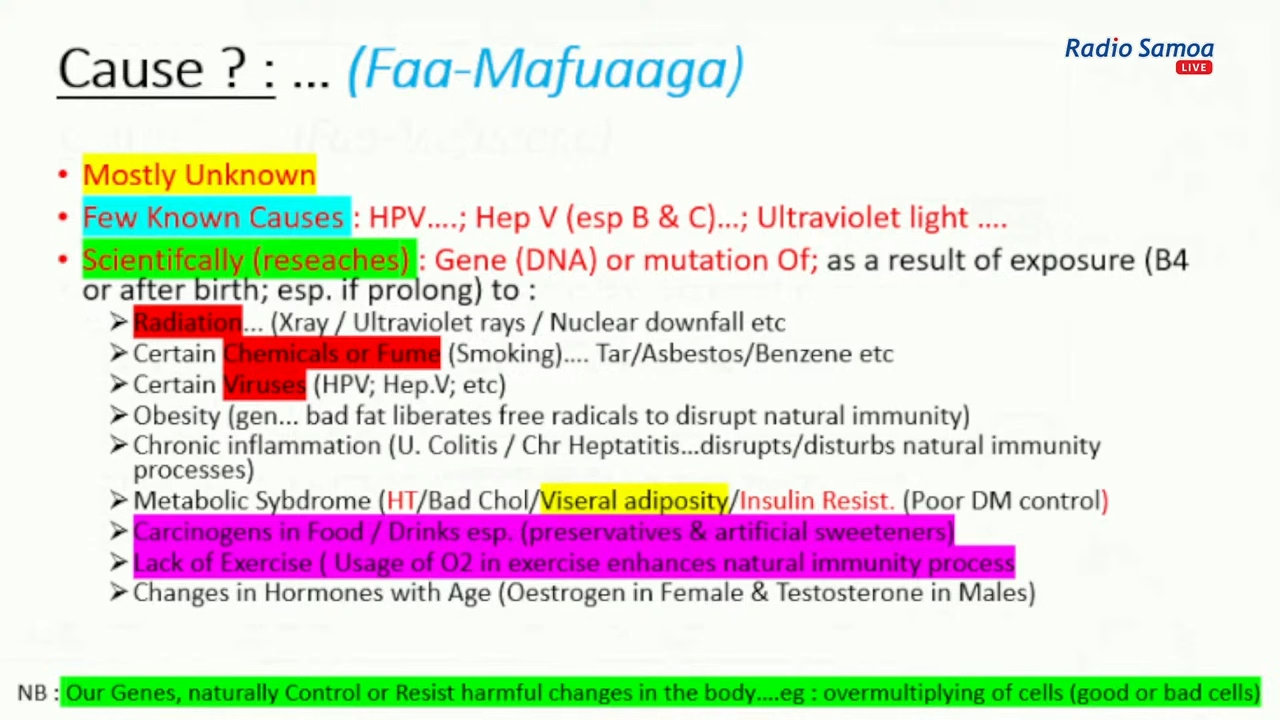 Cause ? : ... (Faa-Mafuaaga)
Radio Samoa
LIVE
• Mostly Unknown
• Few Known Causes : HPV....; Hep V (esp B & C)...; Ultraviolet light ....
• Scientifcally (reseaches) : Gene (DNA) or mutation Of; as a result of exposure (B4
or after birth; esp. if prolong) to :
➢ Radiation... (Xray / Ultraviolet rays / Nuclear downfall etc
➢ Certain Chemicals or Fume (Smoking).... Tar/Asbestos/Benzene etc
➢ Certain Viruses (HPV; Hep.V; etc)
➢ Obesity (gen... bad fat liberates free radicals to disrupt natural immunity)
➢ Chronic inflammation (U. Colitis / Chr Heptatitis...disrupts/disturbs natural immunity
processes)
➢ Metabolic Sybdrome (HT/Bad Chol/Viseral adiposity/Insulin Resist. (Poor DM control)
➢ Carcinogens in Food / Drinks esp. (preservatives & artificial sweeteners)
➢ Lack of Exercise ( Usage of O2 in exercise enhances natural immunity process
➢ Changes in Hormones with Age (Oestrogen in Female & Testosterone in Males)
NB : Our Genes, naturally Control or Resist harmful changes in the body....eg : overmultiplying of cells (good or bad cells)